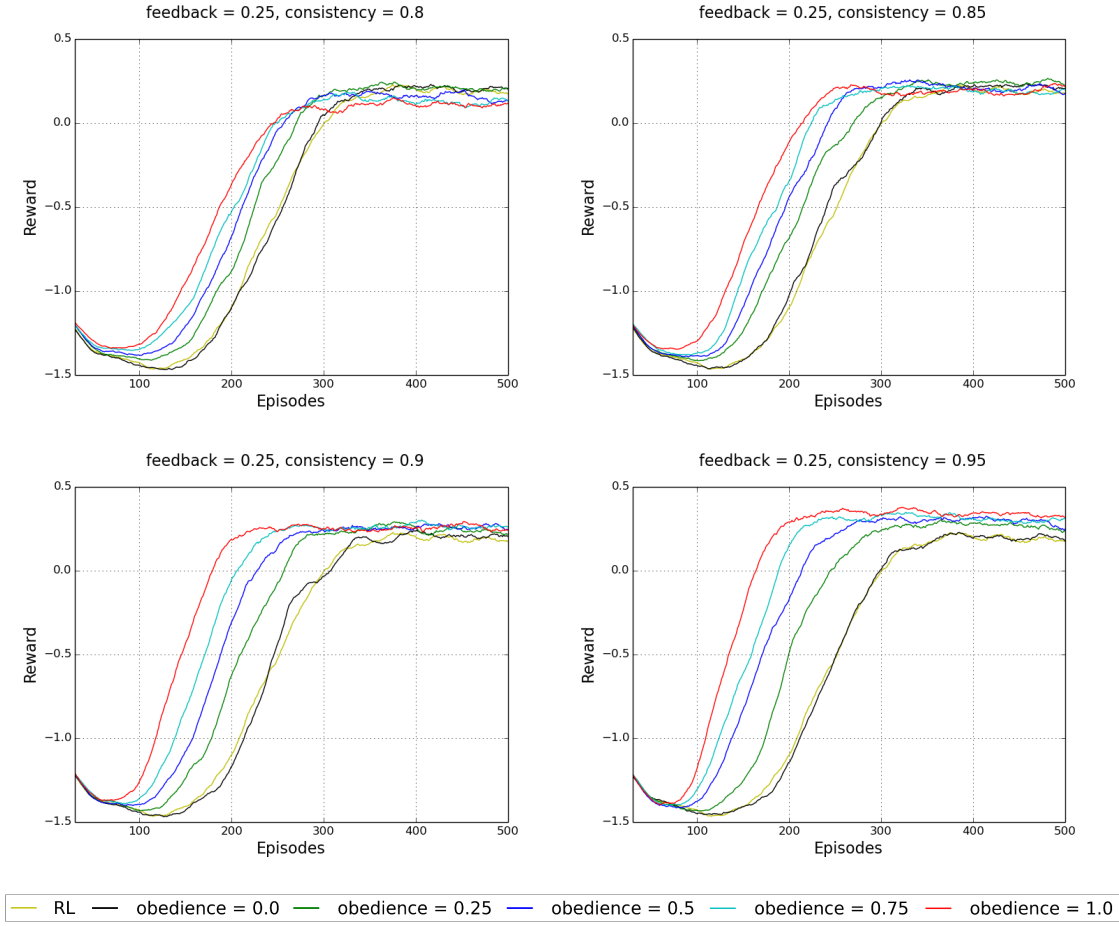 feedback = 0.25, consistency = 0.8
0.5
0.0
−0.5
−1.0
−1.5
Reward
100 200 300 400 500
Episodes
feedback = 0.25, consistency = 0.85
0.5
0.0
−0.5
−1.0
−1.5
Reward
100 200 300 400 500
Episodes
feedback = 0.25, consistency = 0.9
0.5
0.0
−0.5
−1.0
−1.5
Reward
100 200 300 400 500
Episodes
feedback = 0.25, consistency = 0.95
0.5
0.0
−0.5
−1.0
−1.5
Reward
100 200 300 400 500
Episodes
RL obedience = 0.0 obedience = 0.25 obedience = 0.5 obedience = 0.75 obedience = 1.0